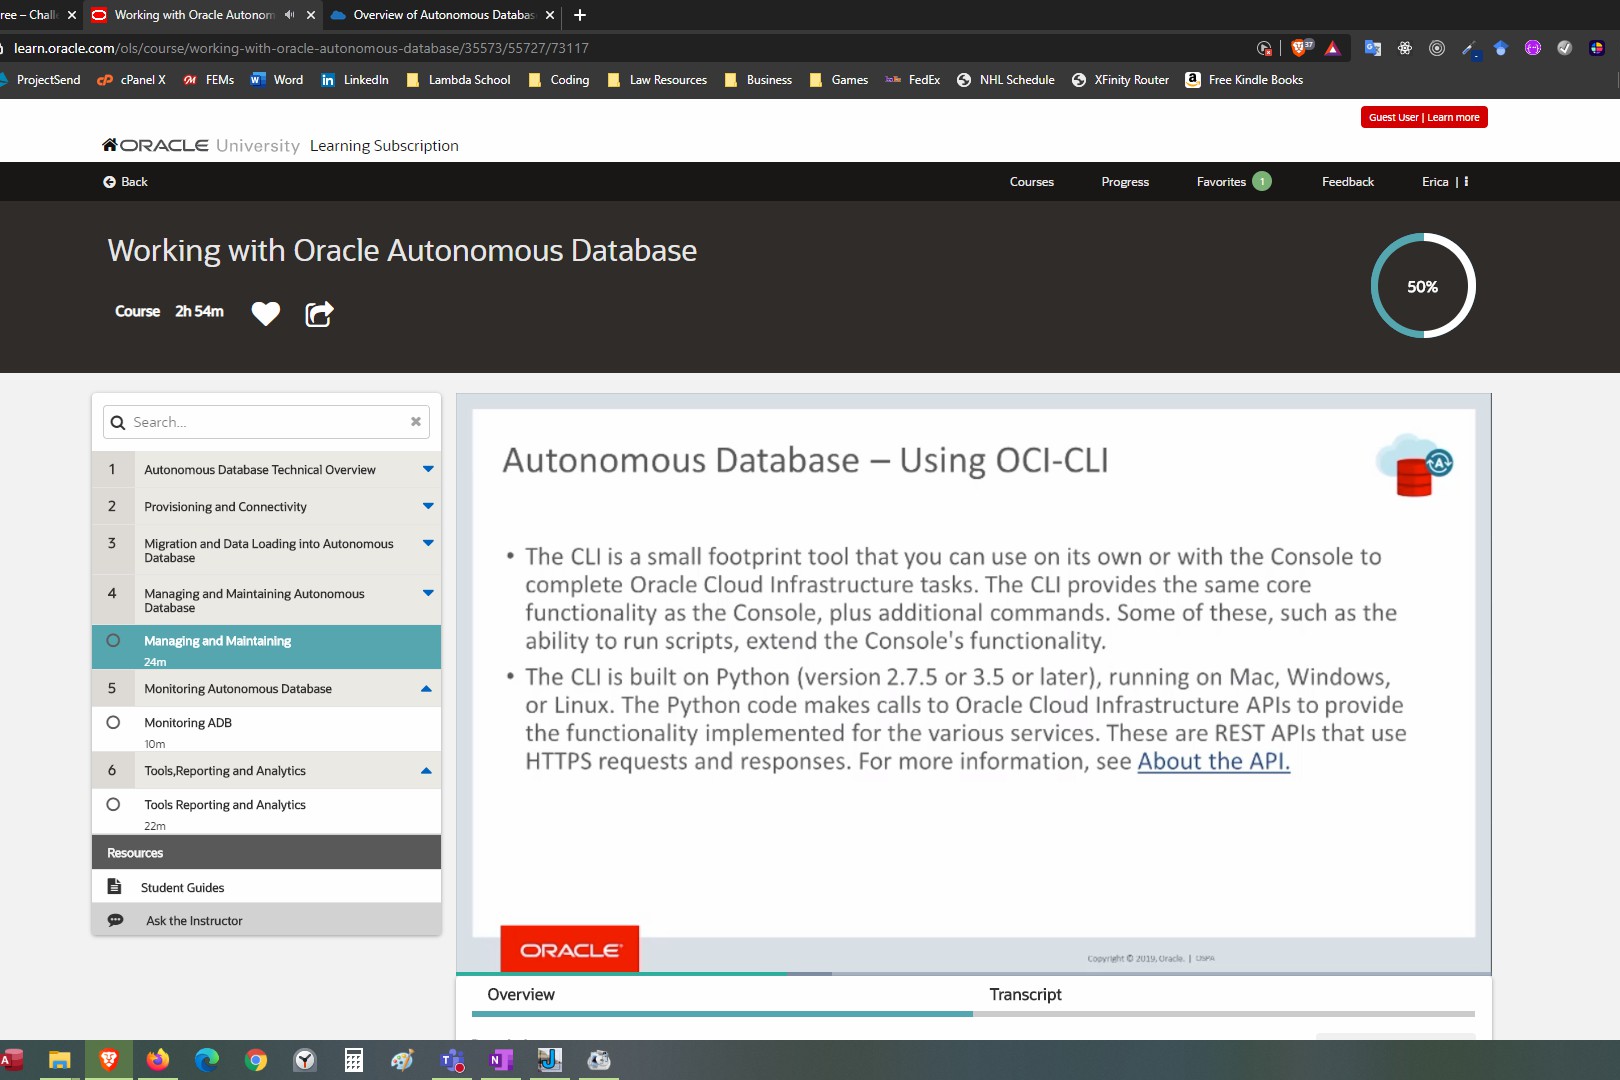 ree – Chall
Working with Oracle Autonom
Overview of Autonomous Databas
learn.oracle.com/ols/course/working-with-oracle-autonomous-database/35573/55727/73117
37
ProjectSend
cPanel X
FEMs
Word
LinkedIn
Lambda School
Coding
Law Resources
Business
Games
FedEx
NHL Schedule
XFinity Router
Free Kindle Books
Guest User | Learn more
ORACLE University Learning Subscription
Back
Courses
Progress
Favorites 1
Feedback
Erica |
Working with Oracle Autonomous Database
Course 2h 54m
50%
Search...
1 Autonomous Database Technical Overview
2 Provisioning and Connectivity
3 Migration and Data Loading into Autonomous
Database
4 Managing and Maintaining Autonomous
Database
Managing and Maintaining
24m
5 Monitoring Autonomous Database
Monitoring ADB
10m
6 Tools,Reporting and Analytics
Tools Reporting and Analytics
22m
Resources
Student Guides
Ask the Instructor
Autonomous Database – Using OCI-CLI
A
• The CLI is a small footprint tool that you can use on its own or with the Console to
complete Oracle Cloud Infrastructure tasks. The CLI provides the same core
functionality as the Console, plus additional commands. Some of these, such as the
ability to run scripts, extend the Console's functionality.
• The CLI is built on Python (version 2.7.5 or 3.5 or later), running on Mac, Windows,
or Linux. The Python code makes calls to Oracle Cloud Infrastructure APIs to provide
the functionality implemented for the various services. These are REST APIs that use
HTTPS requests and responses. For more information, see About the API.
ORACLE
Copyright © 2019, Oracle. |
Overview
Transcript